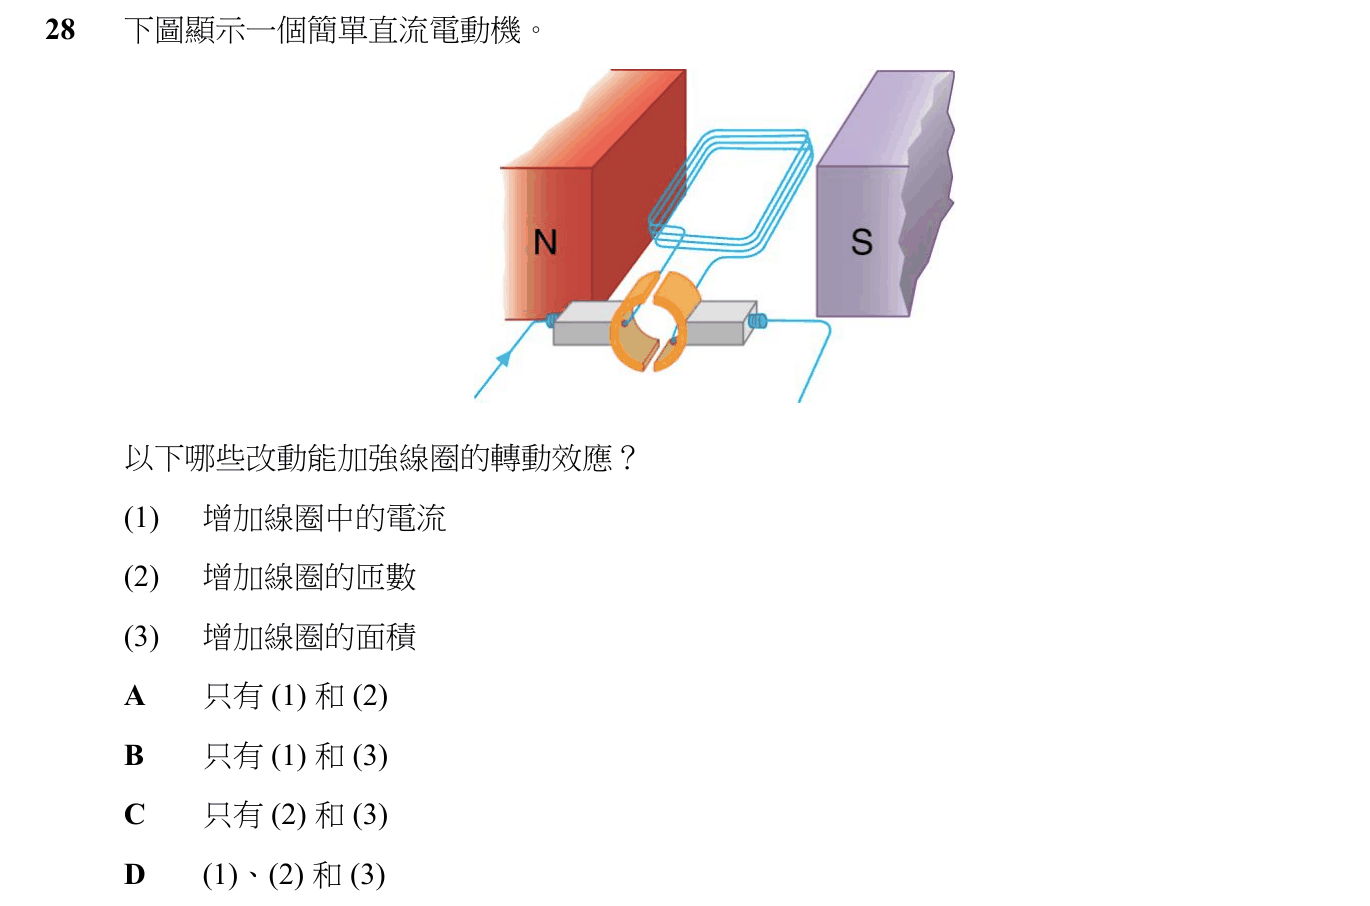 28 下圖顯示一個簡單直流電動機。
N
S
以下哪些改動能加強線圈的轉動效應？
(1) 增加線圈中的電流
(2) 增加線圈的匝數
(3) 增加線圈的面積
A 只有 (1) 和 (2)
B 只有 (1) 和 (3)
C 只有 (2) 和 (3)
D (1)、(2) 和 (3)